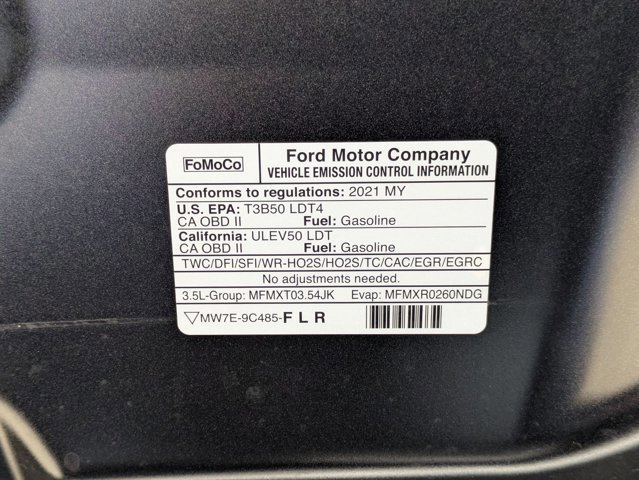 FoMoCo
Ford Motor Company
VEHICLE EMISSION CONTROL INFORMATION
Conforms to regulations: 2021 MY
U.S. EPA: T3B50 LDT4
CA OBD II Fuel: Gasoline
California: ULEV50 LDT
CA OBD II Fuel: Gasoline
TWC/DFI/SFI/WR-HO2S/HO2S/TC/CAC/EGR/EGRC
No adjustments needed.
3.5L-Group: MFMXT03.54JK Evap: MFMXR0260NDG
MW7E-9C485-F L R